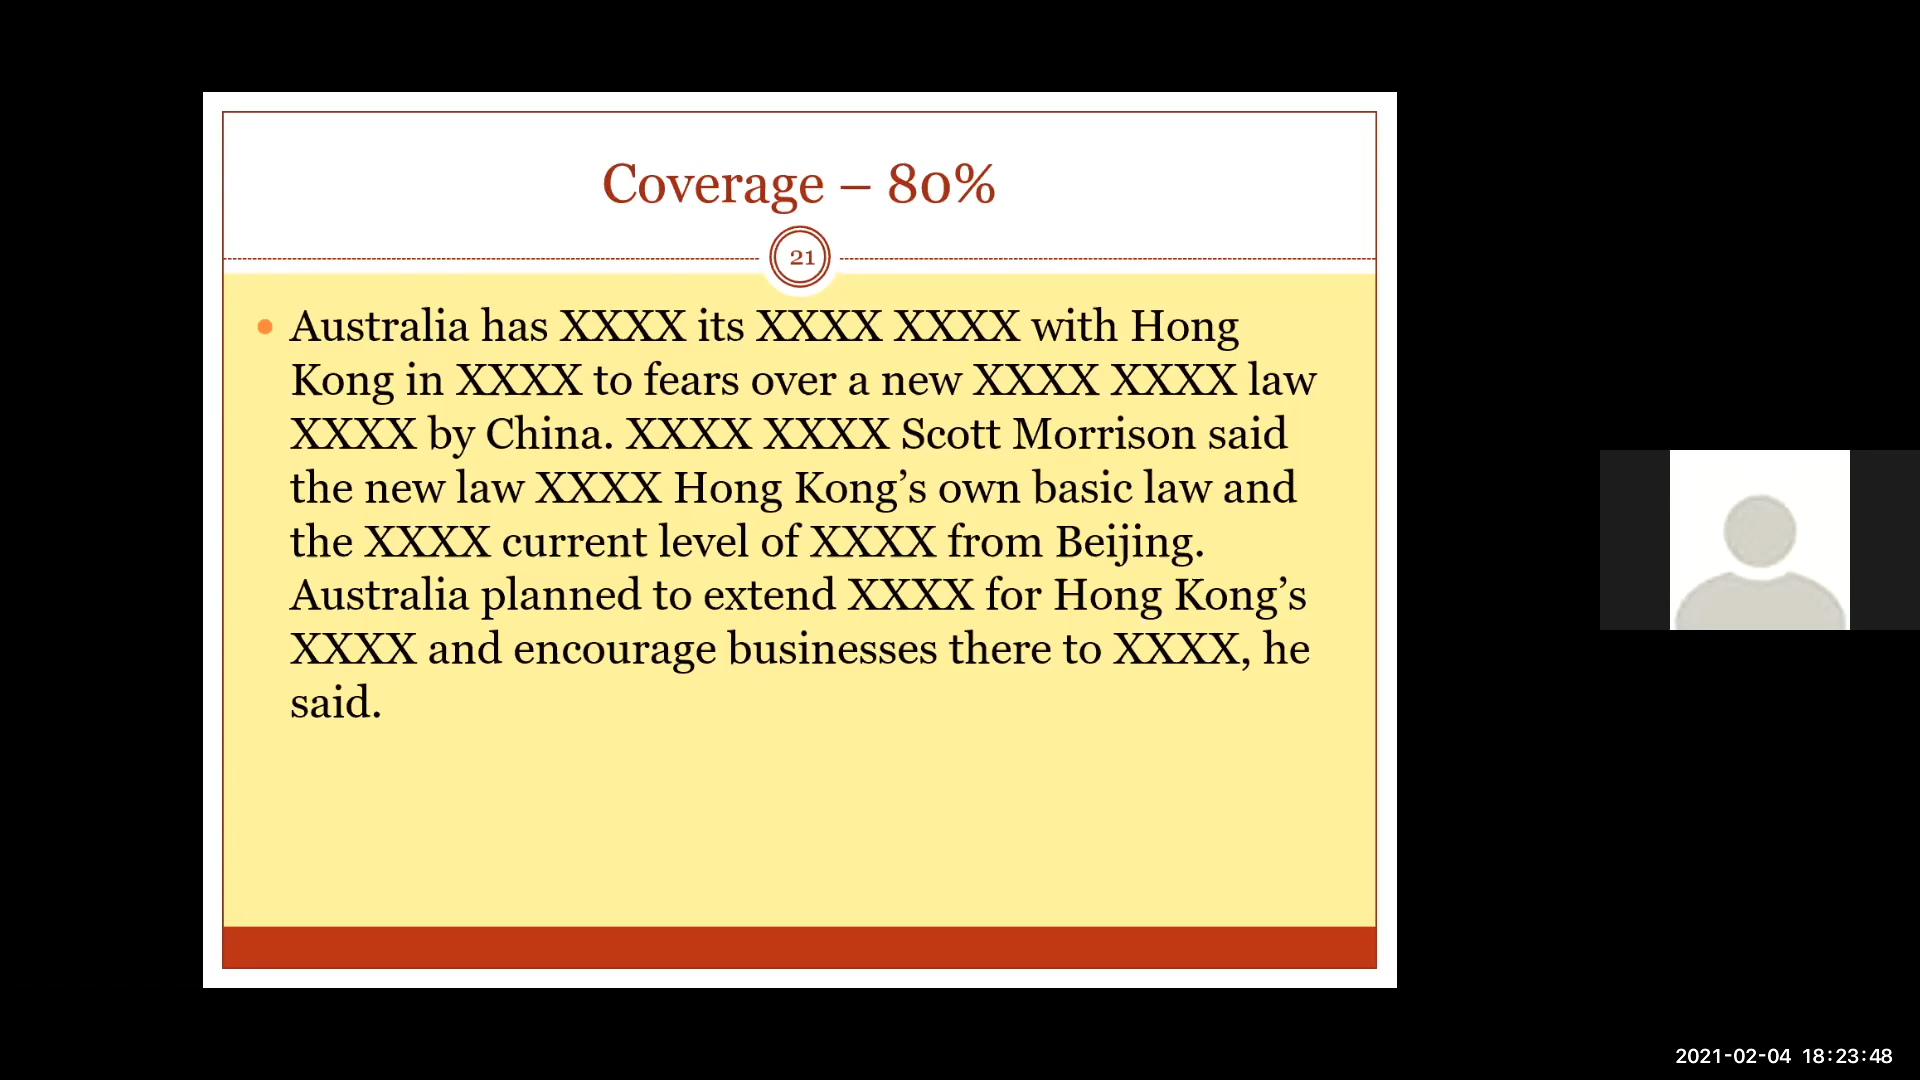 Coverage – 80%
21
• Australia has XXXX its XXXX XXXX with Hong
Kong in XXXX to fears over a new XXXX XXXX law
XXXX by China. XXXX XXXX Scott Morrison said
the new law XXXX Hong Kong’s own basic law and
the XXXX current level of XXXX from Beijing.
Australia planned to extend XXXX for Hong Kong’s
XXXX and encourage businesses there to XXXX, he
said.
2021-02-04 18:23:48